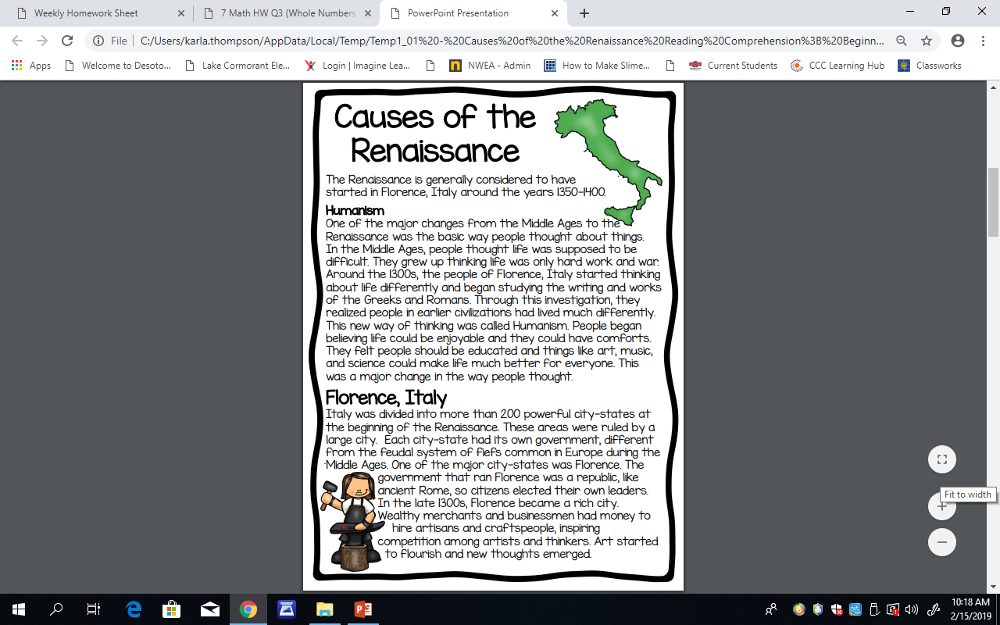 Weekly Homework Sheet
7 Math HW Q3 (Whole Numbers
PowerPoint Presentation
File
C:/Users/karla.thompson/AppData/Local/Temp/Temp1_01%20-%20Causes%20of%20the%20Renaissance%20Reading%20Comprehension%3B%20Beginn...
Apps
Welcome to Desoto...
Lake Cormorant Ele...
Login | Imagine Lea...
NWEA - Admin
How to Make Slime...
Current Students
CCC Learning Hub
Classworks
Causes of the
Renaissance
The Renaissance is generally considered to have
started in Florence, Italy around the years 1350-1400.
Humanism
One of the major changes from the Middle Ages to the
Renaissance was the basic way people thought about things.
In the Middle Ages, people thought life was supposed to be
difficult. They grew up thinking life was only hard work and war.
Around the 1300s, the people of Florence, Italy started thinking
about life differently and began studying the writing and works
of the Greeks and Romans. Through this investigation, they
realized people in earlier civilizations had lived much differently.
This new way of thinking was called Humanism. People began
believing life could be enjoyable and they could have comforts.
They felt people should be educated and things like art, music,
and science could make life much better for everyone. This
was a major change in the way people thought.
Florence, Italy
Italy was divided into more than 200 powerful city-states at
the beginning of the Renaissance. These areas were ruled by a
large city. Each city-state had its own government, different
from the feudal system of fiefs common in Europe during the
Middle Ages. One of the major city-states was Florence. The
government that ran Florence was a republic, like
ancient Rome, so citizens elected their own leaders.
In the late 1300s, Florence became a rich city.
Wealthy merchants and businessmen had money to
hire artisans and craftspeople, inspiring
competition among artists and thinkers. Art started
to flourish and new thoughts emerged.
Fit to width
10:18 AM
2/15/2019